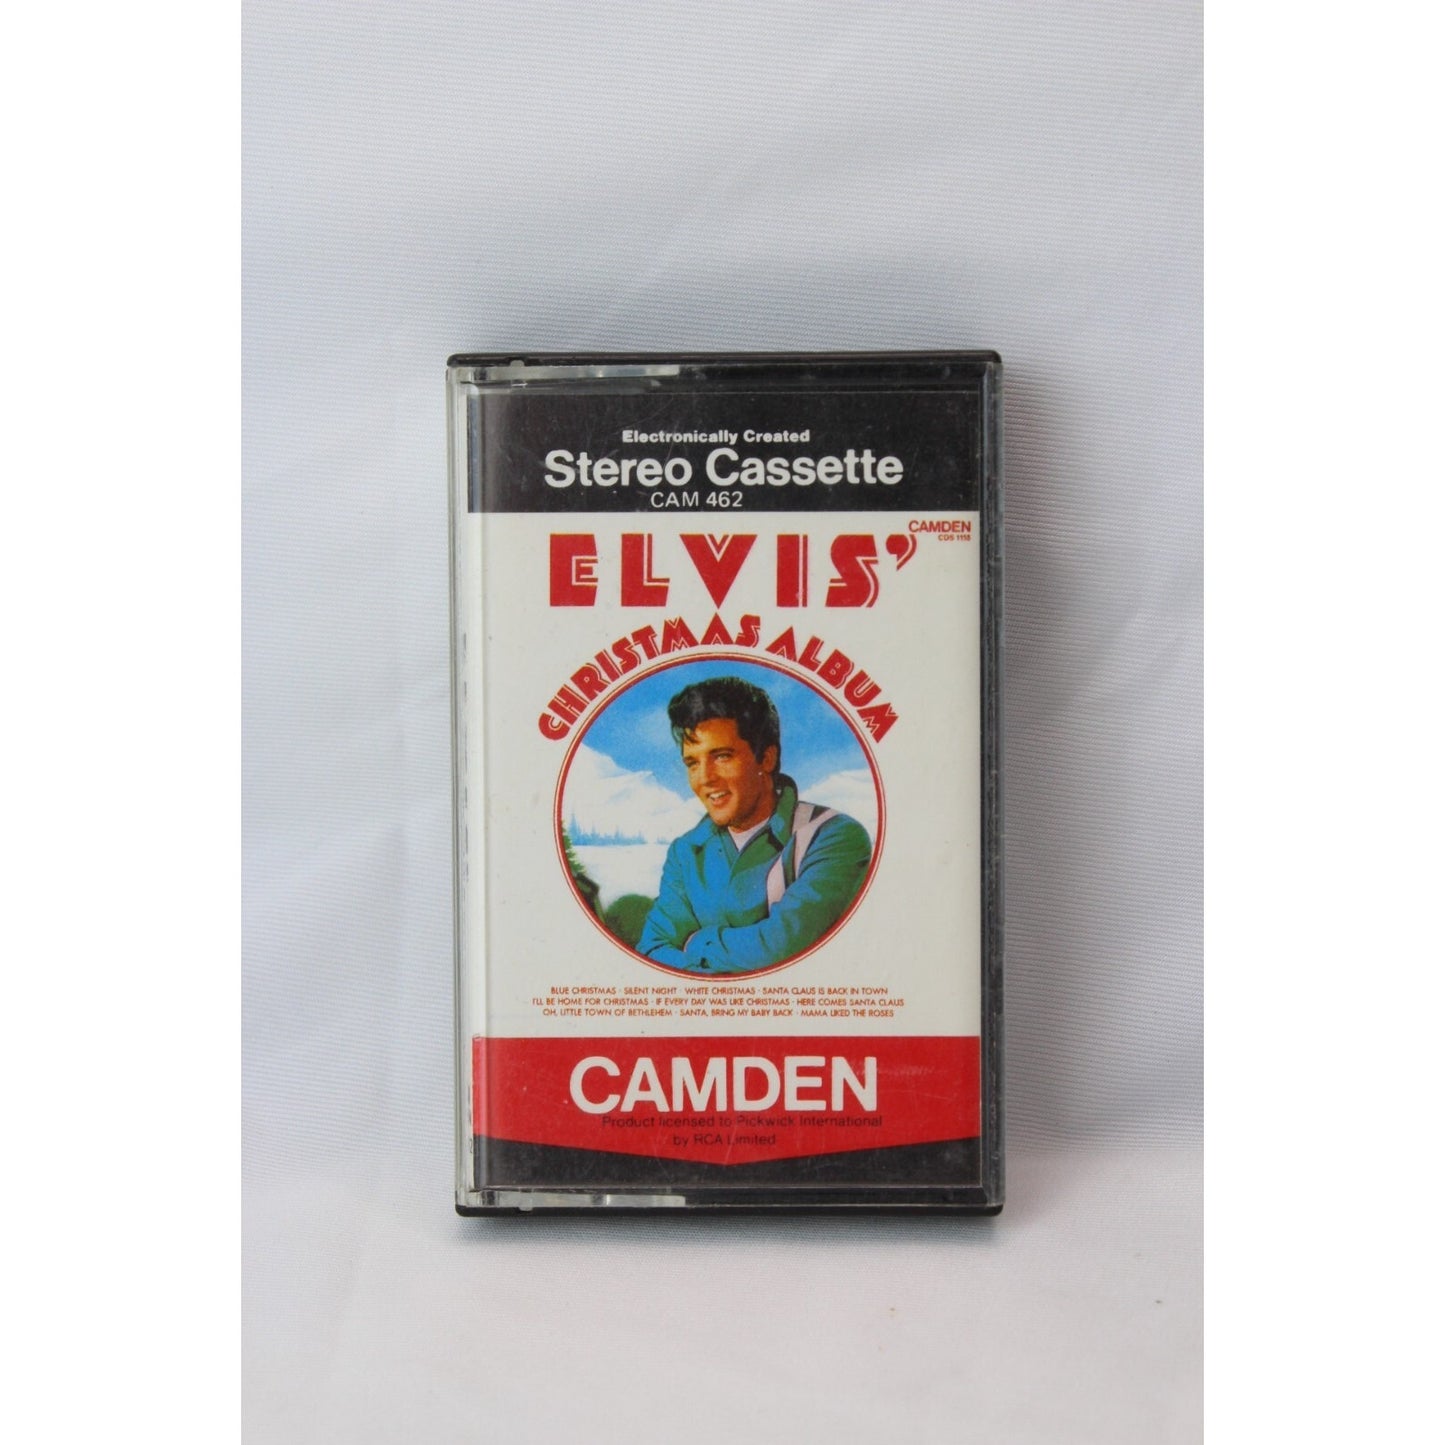 Electronically Created
Stereo Cassette
CAM 462
CAMDEN
CDS 1155
ELVIS'
CHRISTMAS ALBUM
BLUE CHRISTMAS · SILENT NIGHT · WHITE CHRISTMAS · SANTA CLAUS IS BACK IN TOWN
I'LL BE HOME FOR CHRISTMAS · IF EVERY DAY WAS LIKE CHRISTMAS · HERE COMES SANTA CLAUS
OH, LITTLE TOWN OF BETHLEHEM · SANTA, BRING MY BABY BACK · MAMA LIKED THE ROSES
CAMDEN
Product licensed to Pickwick International
by RCA Limited